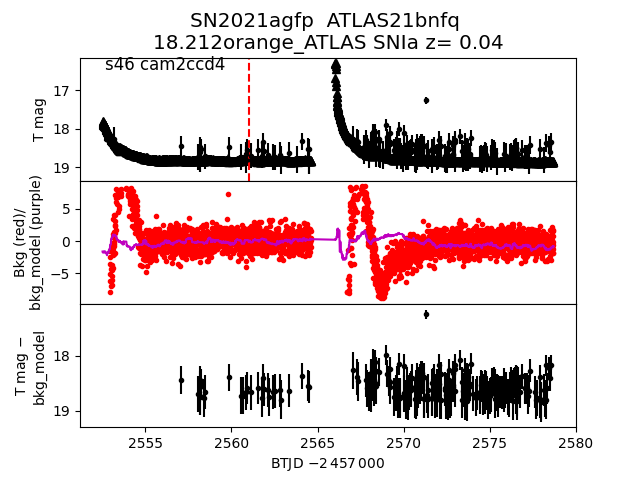 SN2021agfp  ATLAS21bnfq
18.212orange_ATLAS SNIa z= 0.04
s46 cam2ccd4
T mag
17
18
19
Bkg (red)/
bkg_model (purple)
5
0
−5
T mag −
bkg_model
18
19
2555
2560
2565
2570
2575
2580
BTJD −2 457 000